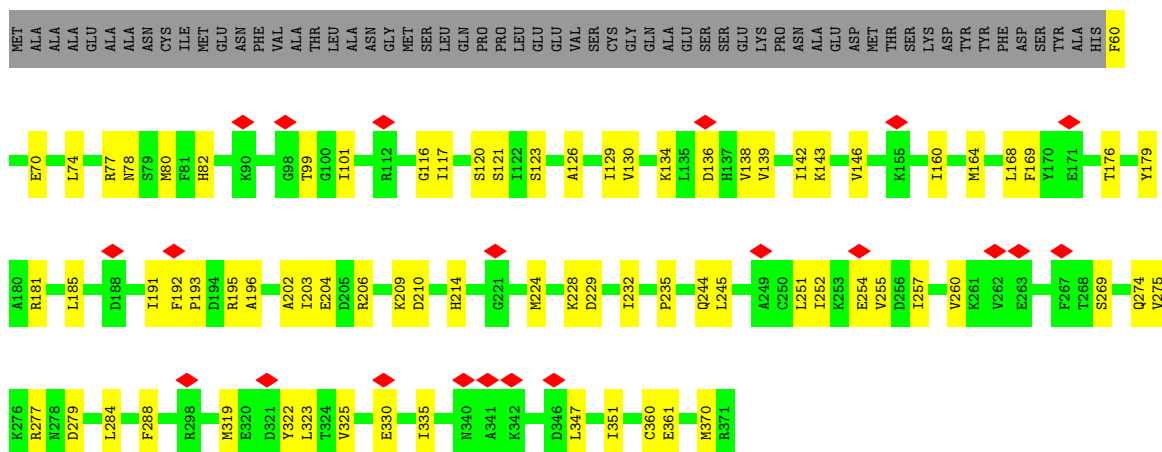 MET ALA ALA ALA ALA GLU ALA ALA ASN CYS ILE MET GLU ASN PHE VAL ALA THR LEU ALA ASN GLY MET SER LEU GLN PRO PRO LEU GLU GLU VAL SER CYS GLY GLN ALA GLU SER SER GLU LYS PRO ASN ALA GLU ASP MET THR SER LYS ASP TYR TYR PHE ASP SER TYR ALA HIS F60
E70 L74 R77 N78 S79 M80 F81 H82 K90 G98 T99 G100 I101 R112 G116 I117 S120 S121 I122 S123 A126 I129 V130 K134 L135 D136 H137 V138 V139 I142 K143 V146 K155 I160 M164 L168 F169 Y170 E171 T176 Y179
A180 R181 L185 D188 I191 F192 P193 D194 R195 A196 A202 I203 E204 D205 R206 K209 D210 H214 G221 M224 K228 D229 I232 P235 Q244 L245 A249 C250 L251 I252 K253 E254 V255 D256 I257 V260 K261 V262 E263 F267 T268 S269 Q274 V275
K276 R277 N278 D279 L284 F288 R298 M319 E320 D321 Y322 L323 T324 V325 E330 I335 N340 A341 K342 D346 L347 I351 C360 E361 M370 R371